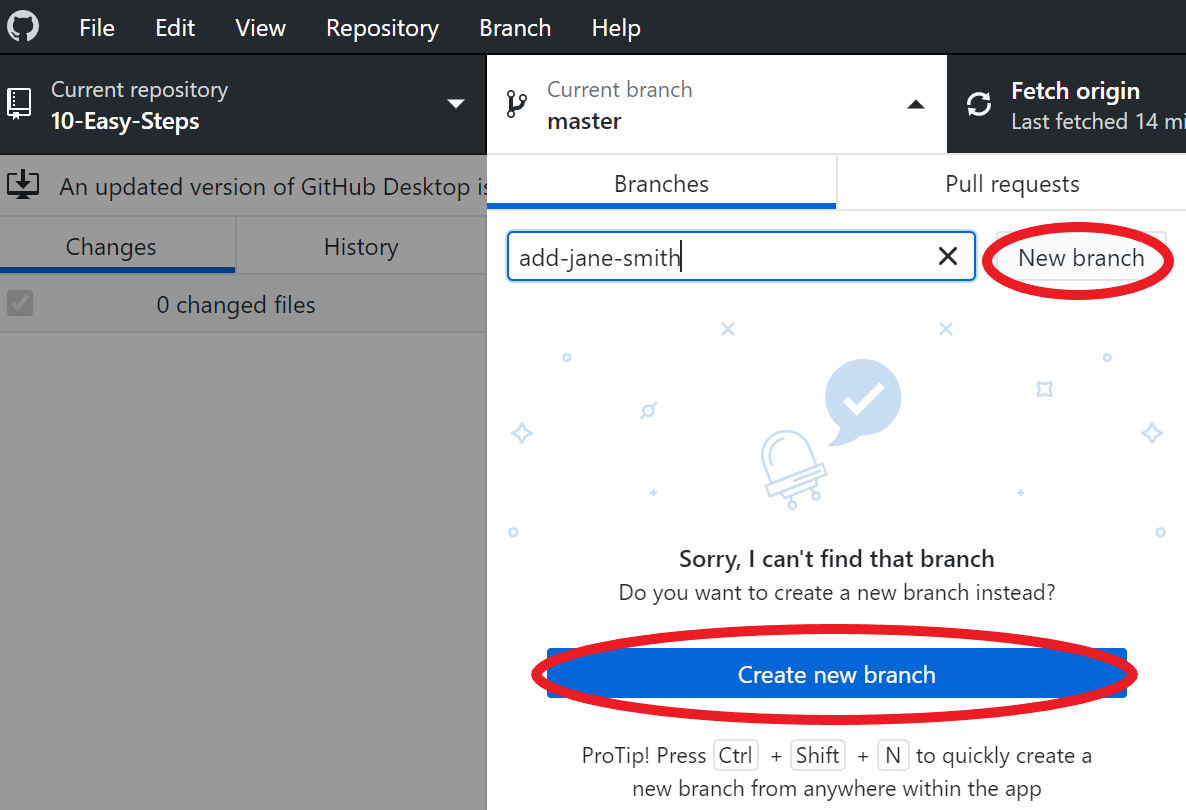 File Edit View Repository Branch Help
Current repository
10-Easy-Steps
Current branch
master
Fetch origin
Last fetched 14
An updated version of GitHub Desktop
Changes
History
0 changed files
Branches
Pull requests
add-jane-smith
New branch
Sorry, I can't find that branch
Do you want to create a new branch instead?
Create new branch
ProTip! Press Ctrl + Shift + N to quickly create a
new branch from anywhere within the app